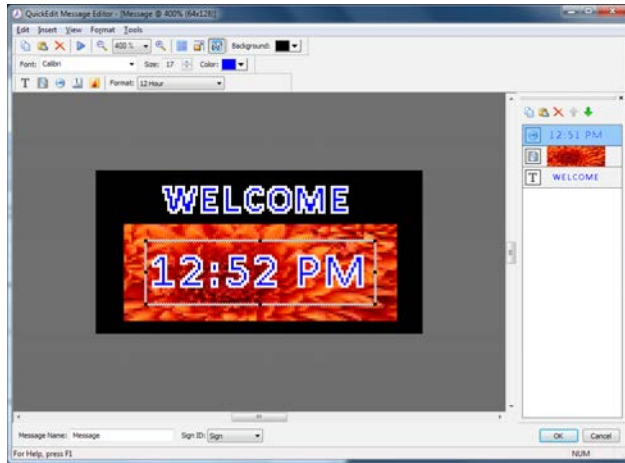 QuickEdit Message Editor - [Message @ 400% (64x128)]
Edit Insert View Format Tools
400 % Background:
Font: Calibri Size: 17 Color:
T Format: 12 Hour
12:51 PM
T WELCOME
WELCOME
12:52 PM
Message Name: Message Sign ID: Sign OK Cancel
For Help, press F1 NUM